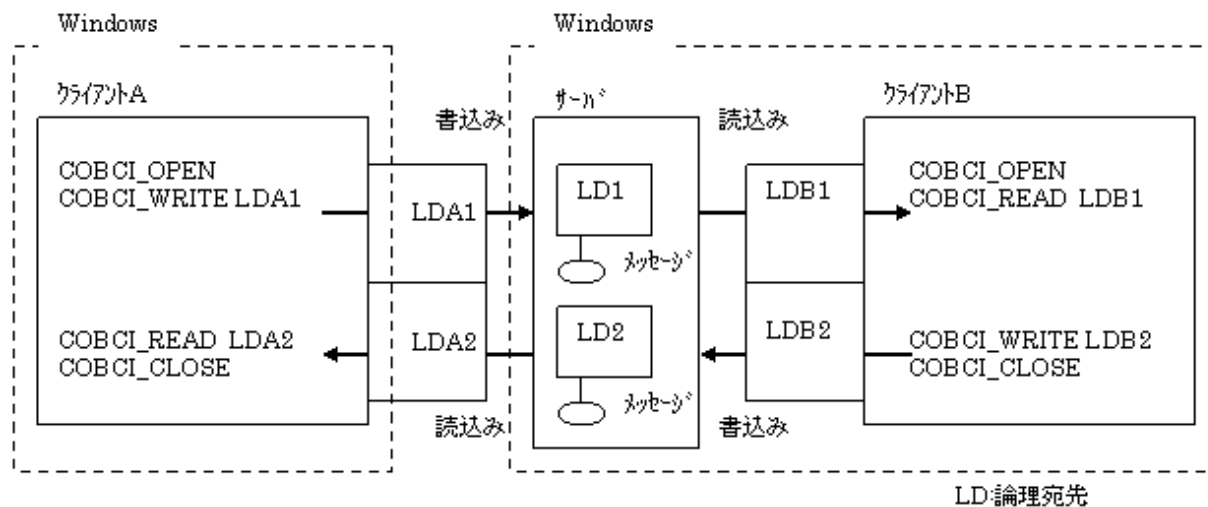 Windows
Windows
クライアントA
サーバ
クライアントB
書込み
読込み
COBCI_OPEN
COBCI_WRITE LDA1
LDA1
LD1
メッセージ
LDB1
COBCI_OPEN
COBCI_READ LDB1
COBCI_READ LDA2
COBCI_CLOSE
LDA2
LD2
メッセージ
LDB2
COBCI_WRITE LDB2
COBCI_CLOSE
読込み
書込み
LD:論理宛先